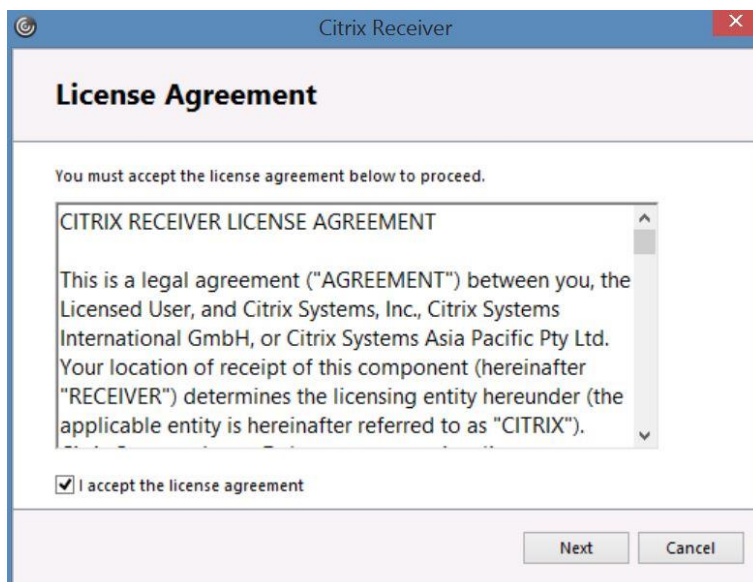 Citrix Receiver
License Agreement
You must accept the license agreement below to proceed.
CITRIX RECEIVER LICENSE AGREEMENT
This is a legal agreement ("AGREEMENT") between you, the
Licensed User, and Citrix Systems, Inc., Citrix Systems
International GmbH, or Citrix Systems Asia Pacific Pty Ltd.
Your location of receipt of this component (hereinafter
"RECEIVER") determines the licensing entity hereunder (the
applicable entity is hereinafter referred to as "CITRIX").
I accept the license agreement
Next
Cancel